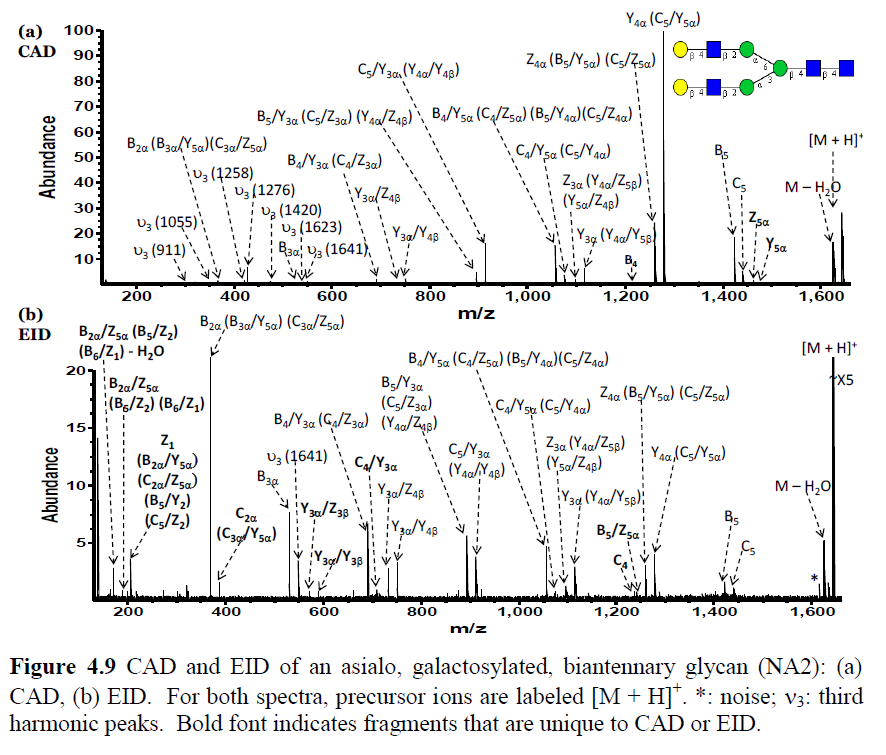 (a)
CAD
Y4α (C5/Y5α)
C5/Y3α (Y4α/Y4β)
Z4α (B5/Y5α) (C5/Z5α)
β 4 β 2 α 6
β 4 β 4
β 4 β 2 α 3
B5/Y3α (C5/Z3α) (Y4α/Z4β)
B4/Y5α (C4/Z5α) (B5/Y4α)(C5/Z4α)
B2α (B3α/Y5α)(C3α/Z5α)
[M + H]+
B4/Y3α (C4/Z3α)
C4/Y5α (C5/Y4α)
B5
υ3 (1258)
υ3 (1276)
Y3α/Z4β
Z3α (Y4α/Z5β)
(Y5α/Z4β)
C5
M – H2O
υ3 (1420)
υ3 (1055)
υ3 (1623)
Y3α/Y4β
Y3α (Y4α/Y5β)
Z5α
υ3 (911)
B3α
υ3 (1641)
B4
Y5α
Abundance
100
90
80
70
60
50
40
30
20
10
200 400 600 800 1,000 1,200 1,400 1,600
m/z
(b)
EID
B2α/Z5α (B5/Z2)
(B6/Z1) - H2O
B2α (B3α/Y5α) (C3α/Z5α)
[M + H]+
~X5
B4/Y5α (C4/Z5α) (B5/Y4α)(C5/Z4α)
B2α/Z5α
(B6/Z2) (B6/Z1)
B5/Y3α
(C5/Z3α)
(Y4α/Z4β)
C4/Y5α (C5/Y4α)
Z4α (B5/Y5α) (C5/Z5α)
B4/Y3α (C4/Z3α)
Z1
(B2α/Y5α)
(C2α/Z5α)
(B5/Y2)
(C5/Z2)
C5/Y3α
(Y4α/Y4β)
Z3α (Y4α/Z5β)
(Y5α/Z4β)
Y4α (C5/Y5α)
υ3 (1641)
C4/Y3α
B3α
Y3α/Z4β
Y3α (Y4α/Y5β)
M – H2O
C2α
(C3α/Y5α)
Y3α/Z3β
Y3α/Y4β
B5/Z5α
B5
Y3α/Y3β
C4
C5
*
Abundance
20
15
10
5
200 400 600 800 1,000 1,200 1,400 1,600
m/z
Figure 4.9 CAD and EID of an asialo, galactosylated, biantennary glycan (NA2): (a)
CAD, (b) EID. For both spectra, precursor ions are labeled [M + H]+. *: noise; ν3: third
harmonic peaks. Bold font indicates fragments that are unique to CAD or EID.